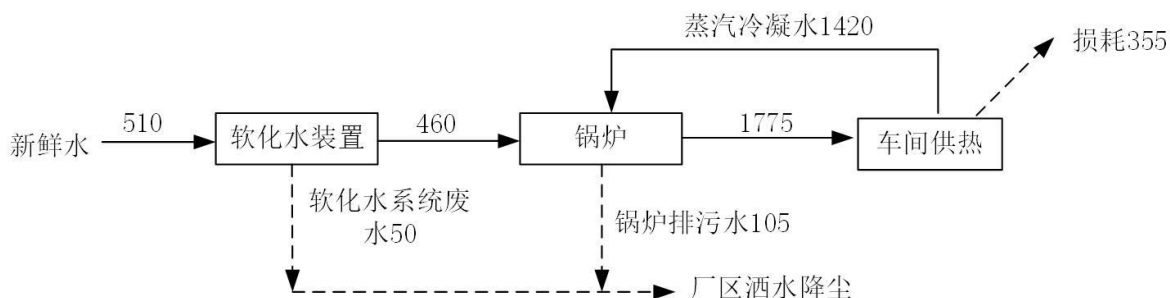 蒸汽冷凝水1420
损耗355
新鲜水
510
软化水装置
460
锅炉
1775
车间供热
软化水系统废
水50
锅炉排污水105
厂区洒水降尘